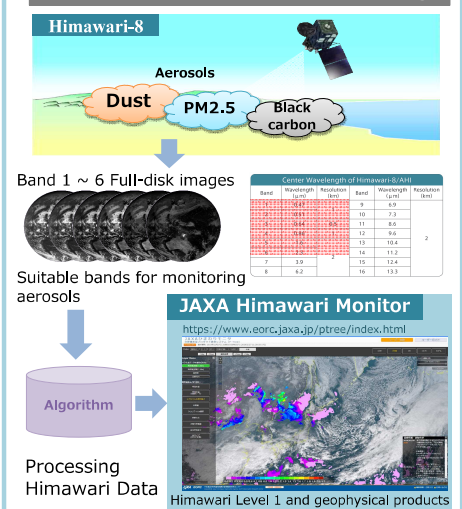 Himawari-8
Aerosols
Dust
PM2.5
Black
carbon
Band 1 ~ 6 Full-disk images
Center Wavelength of Himawari-8/AHI
Band Wavelength (μm) Resolution (km) Band Wavelength (μm) Resolution (km)
9 6.9
10 7.3
11 8.6
12 9.6
13 10.4
14 11.2
7 3.9 15 12.4
8 6.2 16 13.3
2
Suitable bands for monitoring
aerosols
JAXA Himawari Monitor
https://www.eorc.jaxa.jp/ptree/index.html
Algorithm
Processing
Himawari Data
Himawari Level 1 and geophysical products